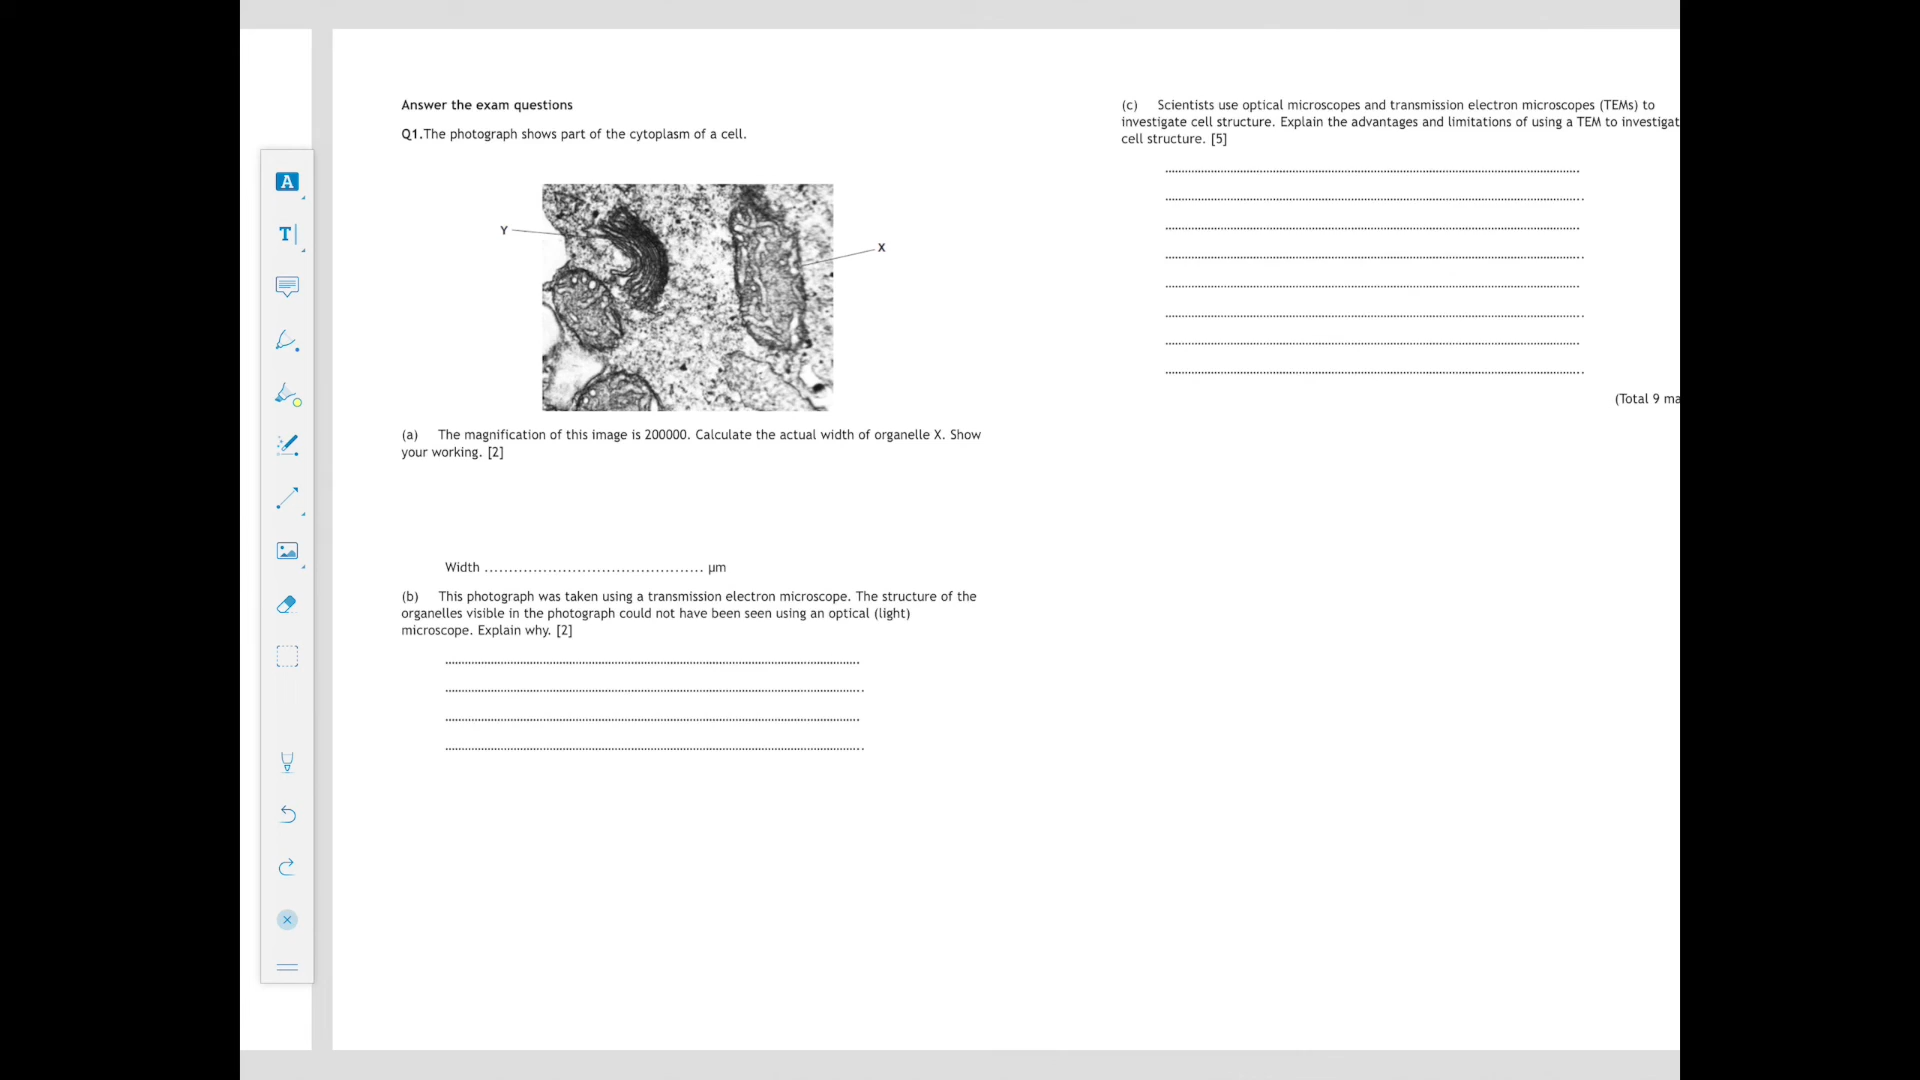 Answer the exam questions
Q1.The photograph shows part of the cytoplasm of a cell.
Y
X
(a) The magnification of this image is 200000. Calculate the actual width of organelle X. Show
your working. [2]
Width ............................................. µm
(b) This photograph was taken using a transmission electron microscope. The structure of the
organelles visible in the photograph could not have been seen using an optical (light)
microscope. Explain why. [2]
(c) Scientists use optical microscopes and transmission electron microscopes (TEMs) to
investigate cell structure. Explain the advantages and limitations of using a TEM to investigat
cell structure. [5]
(Total 9 ma
A
T